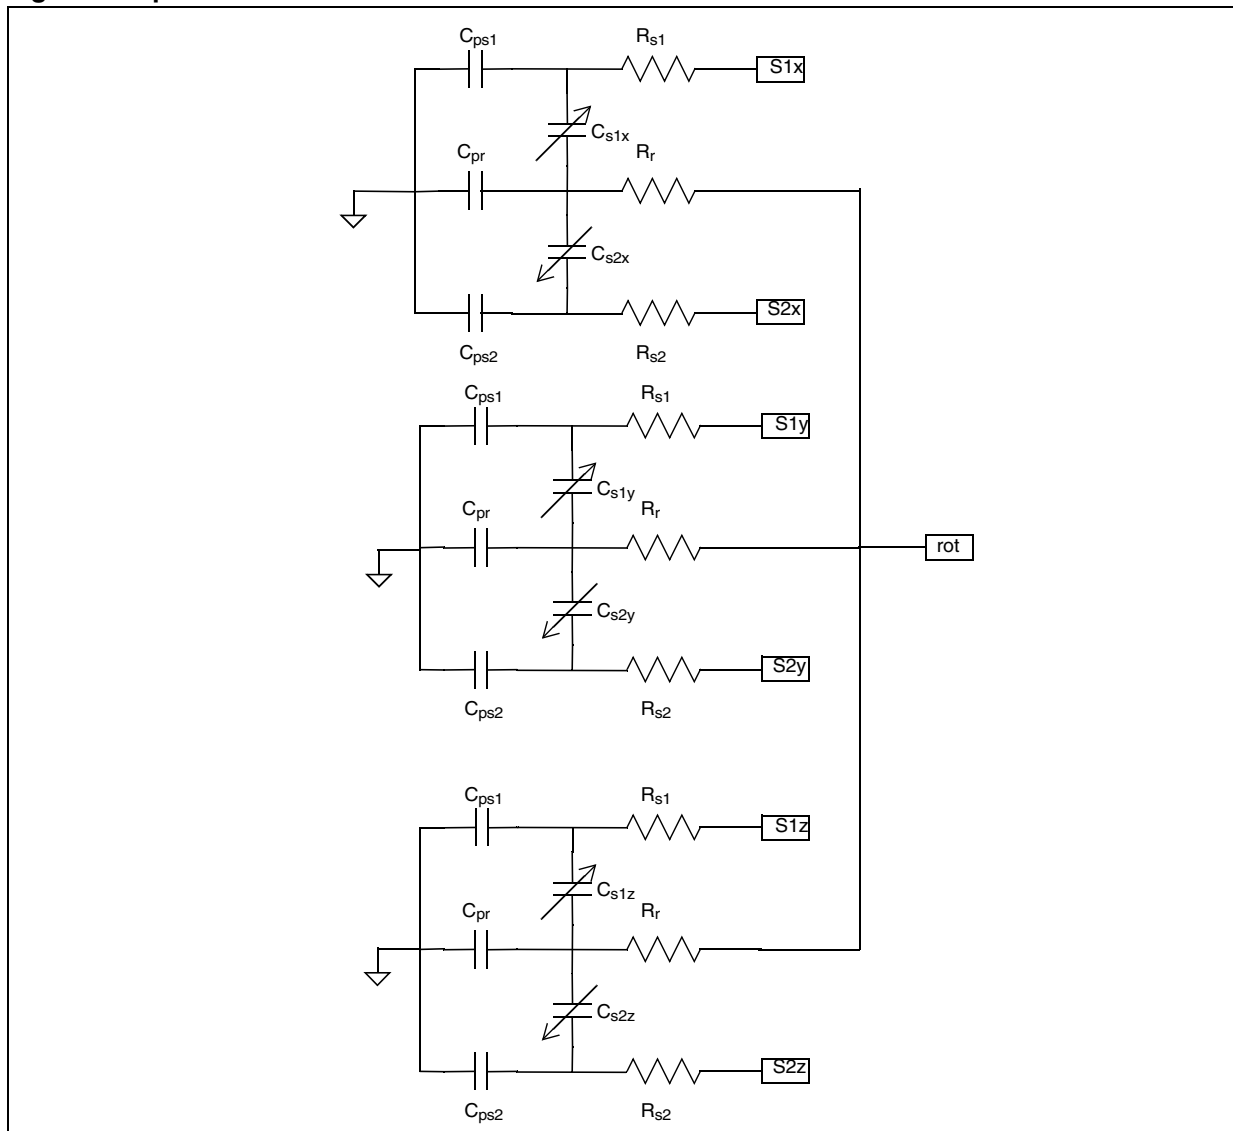 Cps1 Rs1
S1x
Cs1x
Cpr Rr
Cs2x
S2x
Cps2 Rs2
Cps1 Rs1
S1y
Cs1y
Cpr Rr
rot
Cs2y
S2y
Cps2 Rs2
Cps1 Rs1
S1z
Cs1z
Cpr Rr
Cs2z
S2z
Cps2 Rs2